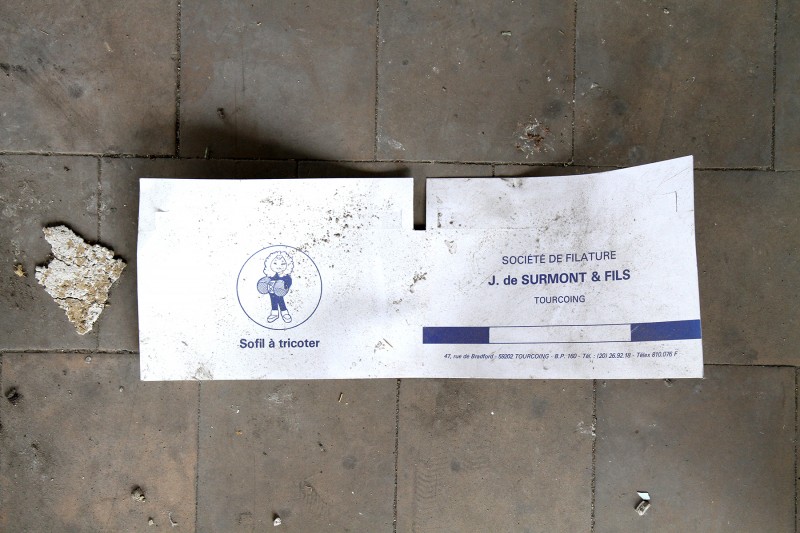 Sofil à tricoter
SOCIÉTÉ DE FILATURE
J. de SURMONT & FILS
TOURCOING
47, rue de Bradford - 59202 TOURCOING - B.P. 160 - Tél. : (20) 26.92.18 - Télex 810.076 F